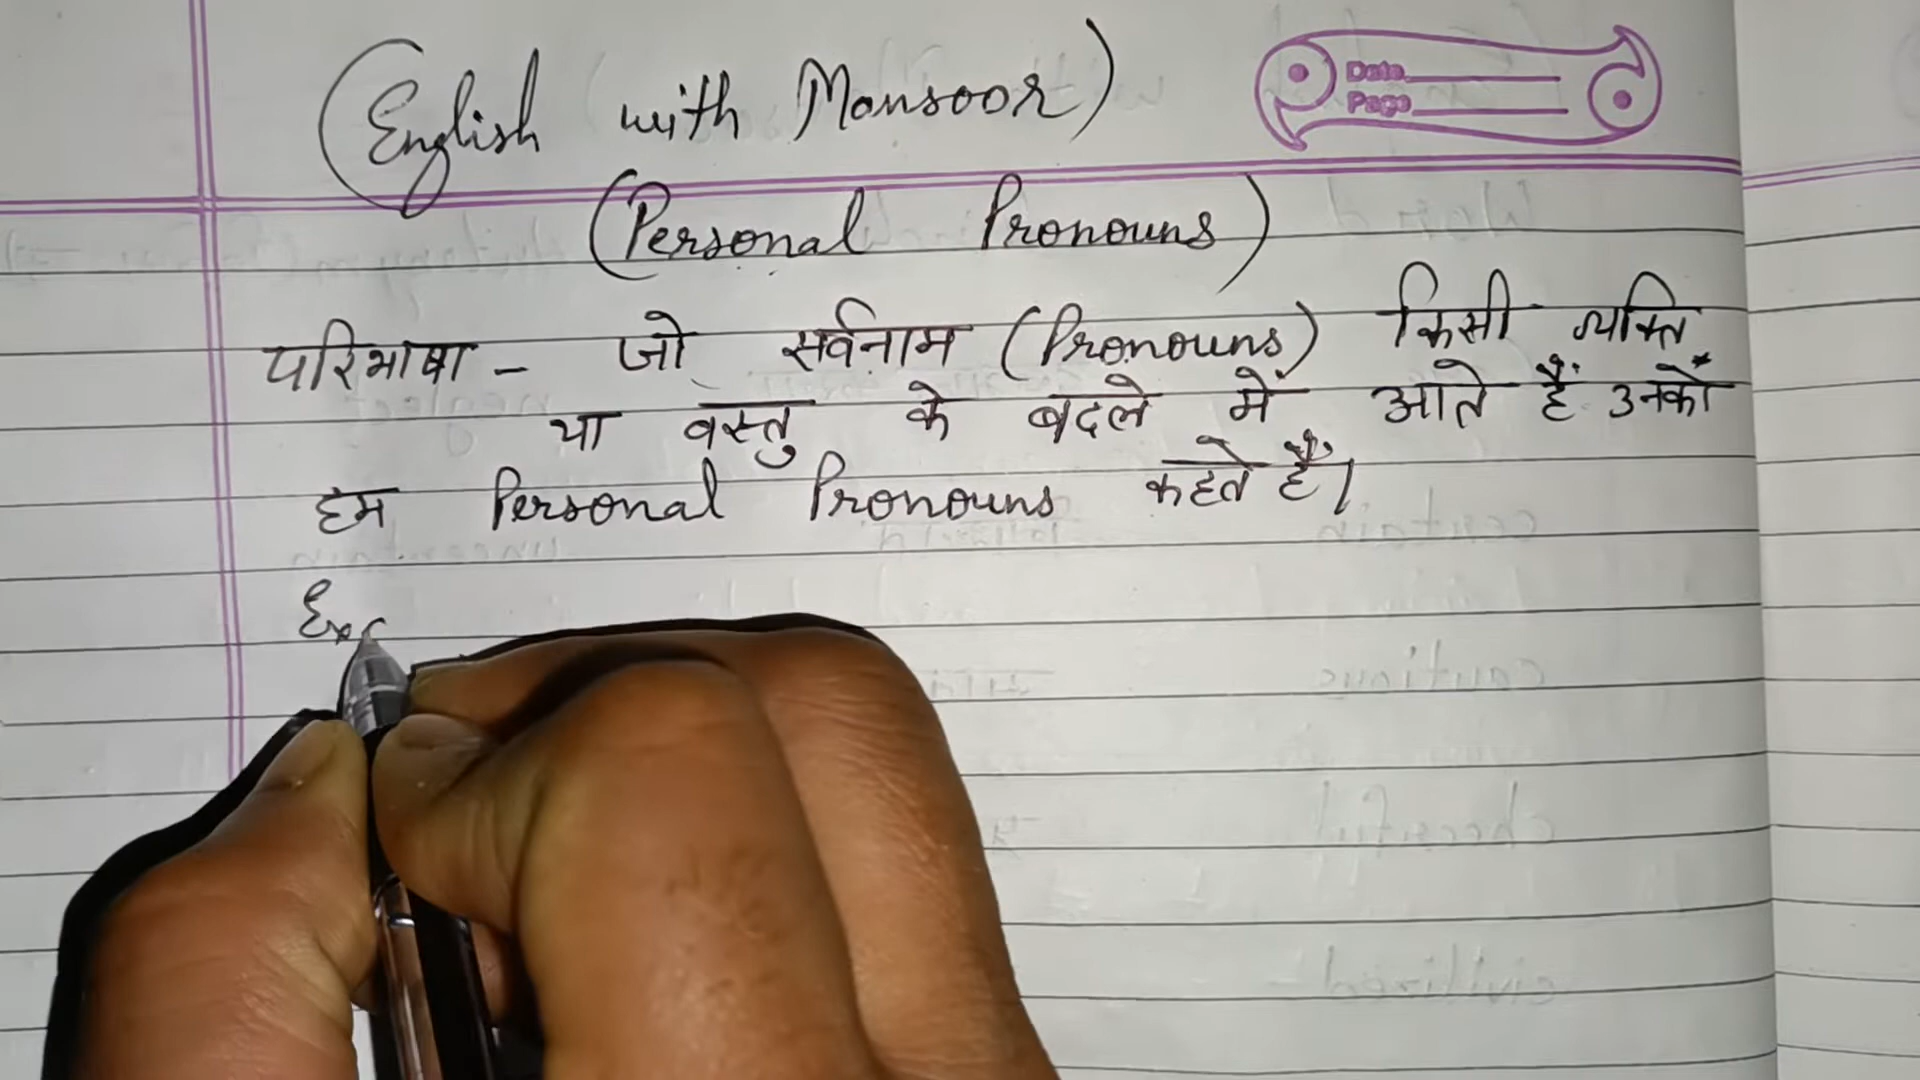 (English with Mansoor)
Date
Page
(Personal Pronouns)
परिभाषा - जो सर्वनाम (Pronouns) किसी व्यक्ति
या वस्तु के बदले में आते हैं उनको
हम Personal Pronouns कहते हैं।
Exa